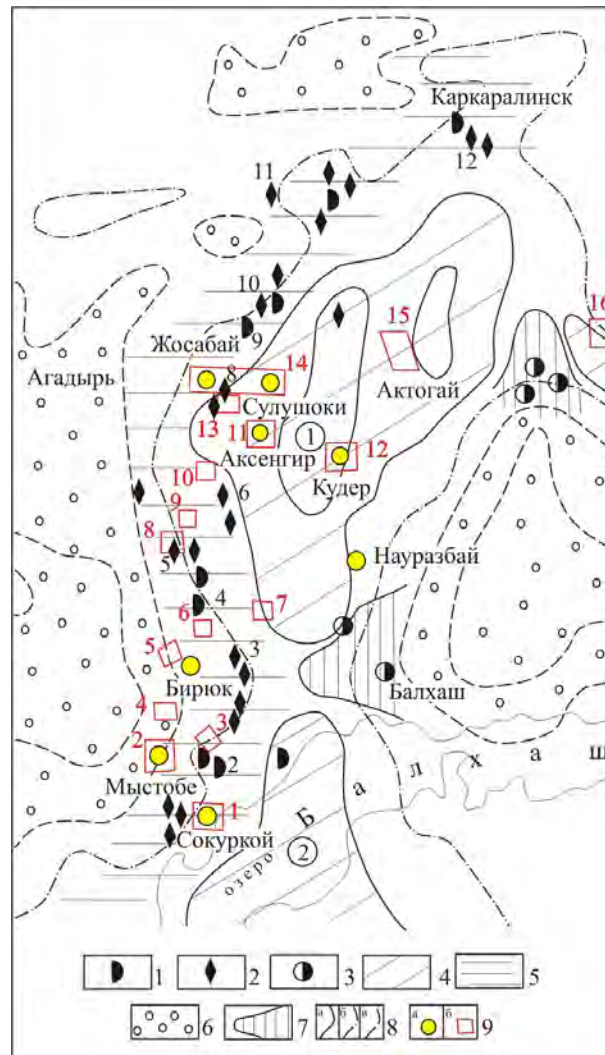 Каркаралинск
12
11
10
9
16
15
Жосабай
14
8
Агадырь
Актогай
Сулушоки
13
11
1
Аксенгир
12
10
Кудер
6
9
8
5
Науразбай
4
7
6
3
5
Бирюк
Балхаш
4
3
2
2
Мыстобе
1
Сокуркой
озеро Балхаш
2
1
2
3
4
5
6
7
а б в
8
а б
9